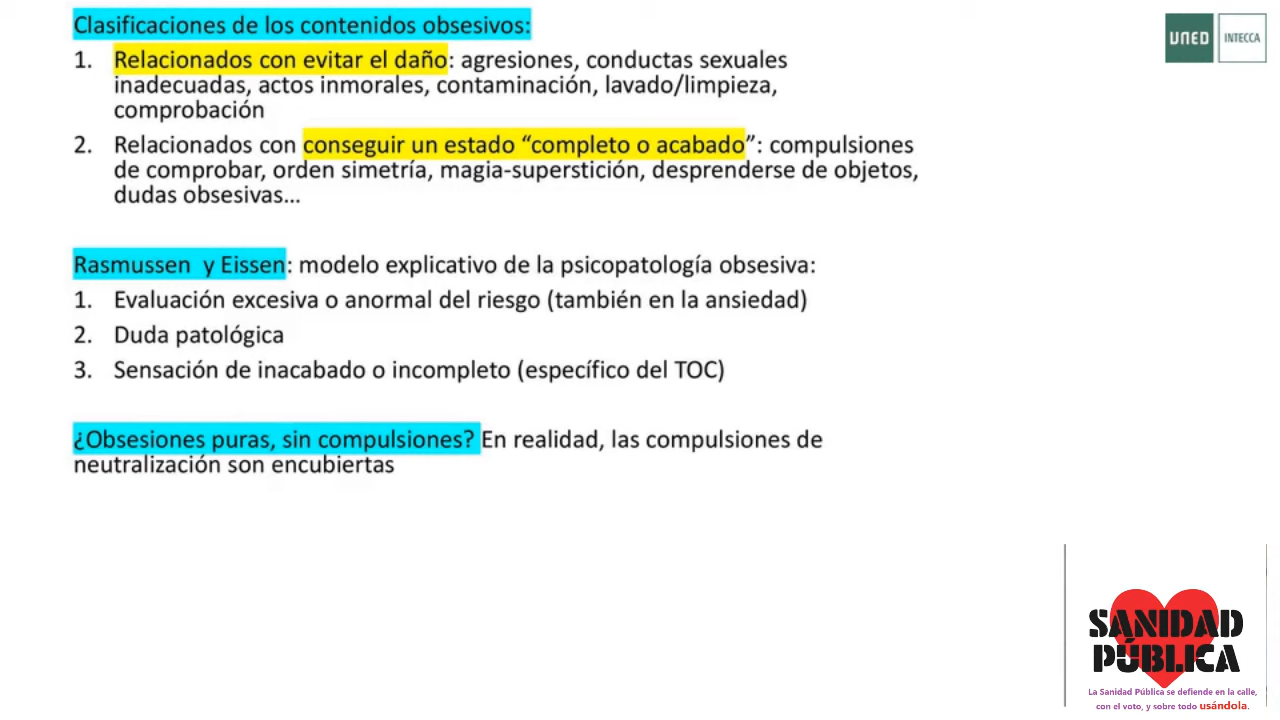 Clasificaciones de los contenidos obsesivos:
1. Relacionados con evitar el daño: agresiones, conductas sexuales
inadecuadas, actos inmorales, contaminación, lavado/limpieza,
comprobación
2. Relacionados con conseguir un estado “completo o acabado”: compulsiones
de comprobar, orden simetría, magia-superstición, desprenderse de objetos,
dudas obsesivas...
Rasmussen y Eissen: modelo explicativo de la psicopatología obsesiva:
1. Evaluación excesiva o anormal del riesgo (también en la ansiedad)
2. Duda patológica
3. Sensación de inacabado o incompleto (específico del TOC)
¿Obsesiones puras, sin compulsiones? En realidad, las compulsiones de
neutralización son encubiertas
UNED INTECCA
SANIDAD
PÚBLICA
La Sanidad Pública se defiende en la calle,
con el voto, y sobre todo usándola.